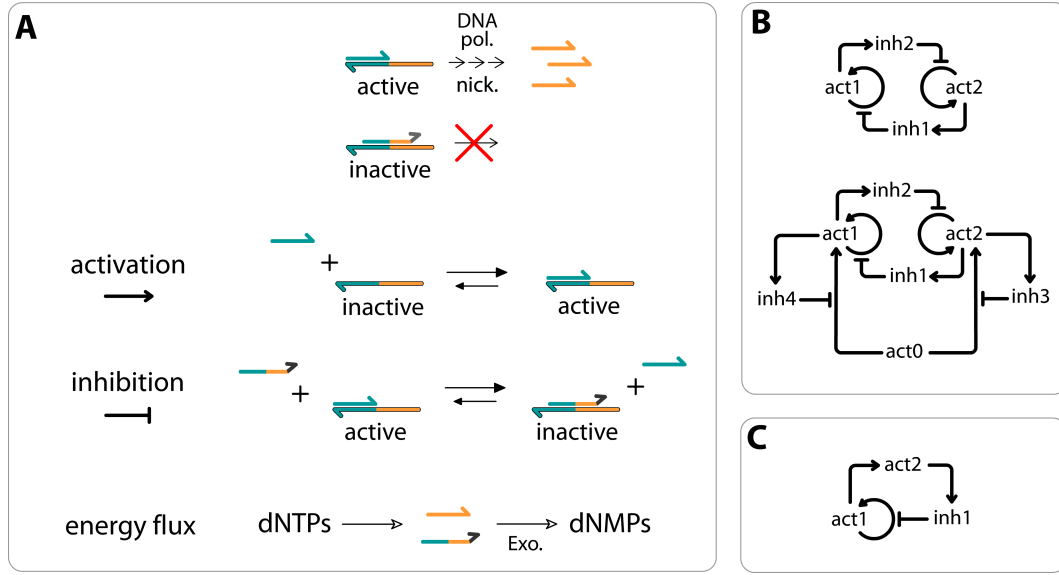 A
DNA
pol.
active
nick.
inactive
activation
+
inactive
active
inhibition
+
+
active
inactive
energy flux
dNTPs
dNMPs
Exo.
B
inh2
act1
act2
inh1
inh2
act1
act2
inh1
inh4
inh3
act0
C
act2
act1
inh1